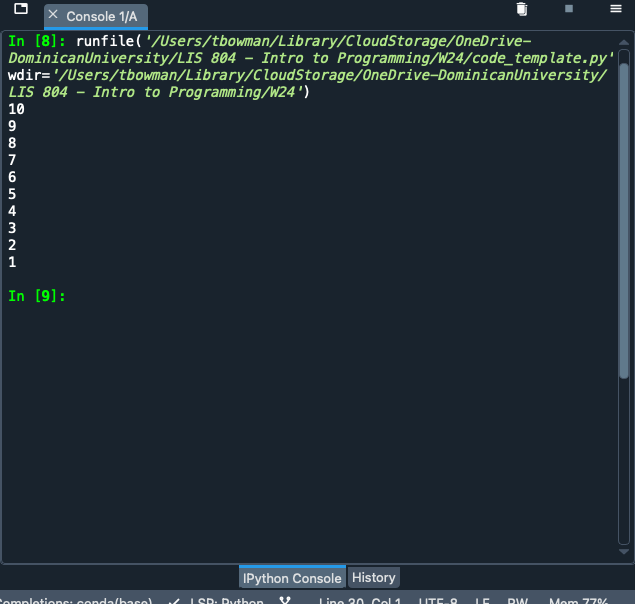 Console 1/A
In [8]: runfile('/Users/tbowman/Library/CloudStorage/OneDrive-
DominicanUniversity/LIS 804 - Intro to Programming/W24/code_template.py'
wdir='/Users/tbowman/Library/CloudStorage/OneDrive-DominicanUniversity/
LIS 804 - Intro to Programming/W24')
10
9
8
7
6
5
4
3
2
1
In [9]:
IPython Console History
Completions: conda(base) LSP: Python Line 30, Col 1 UTF-8 LF RW Mem 77%